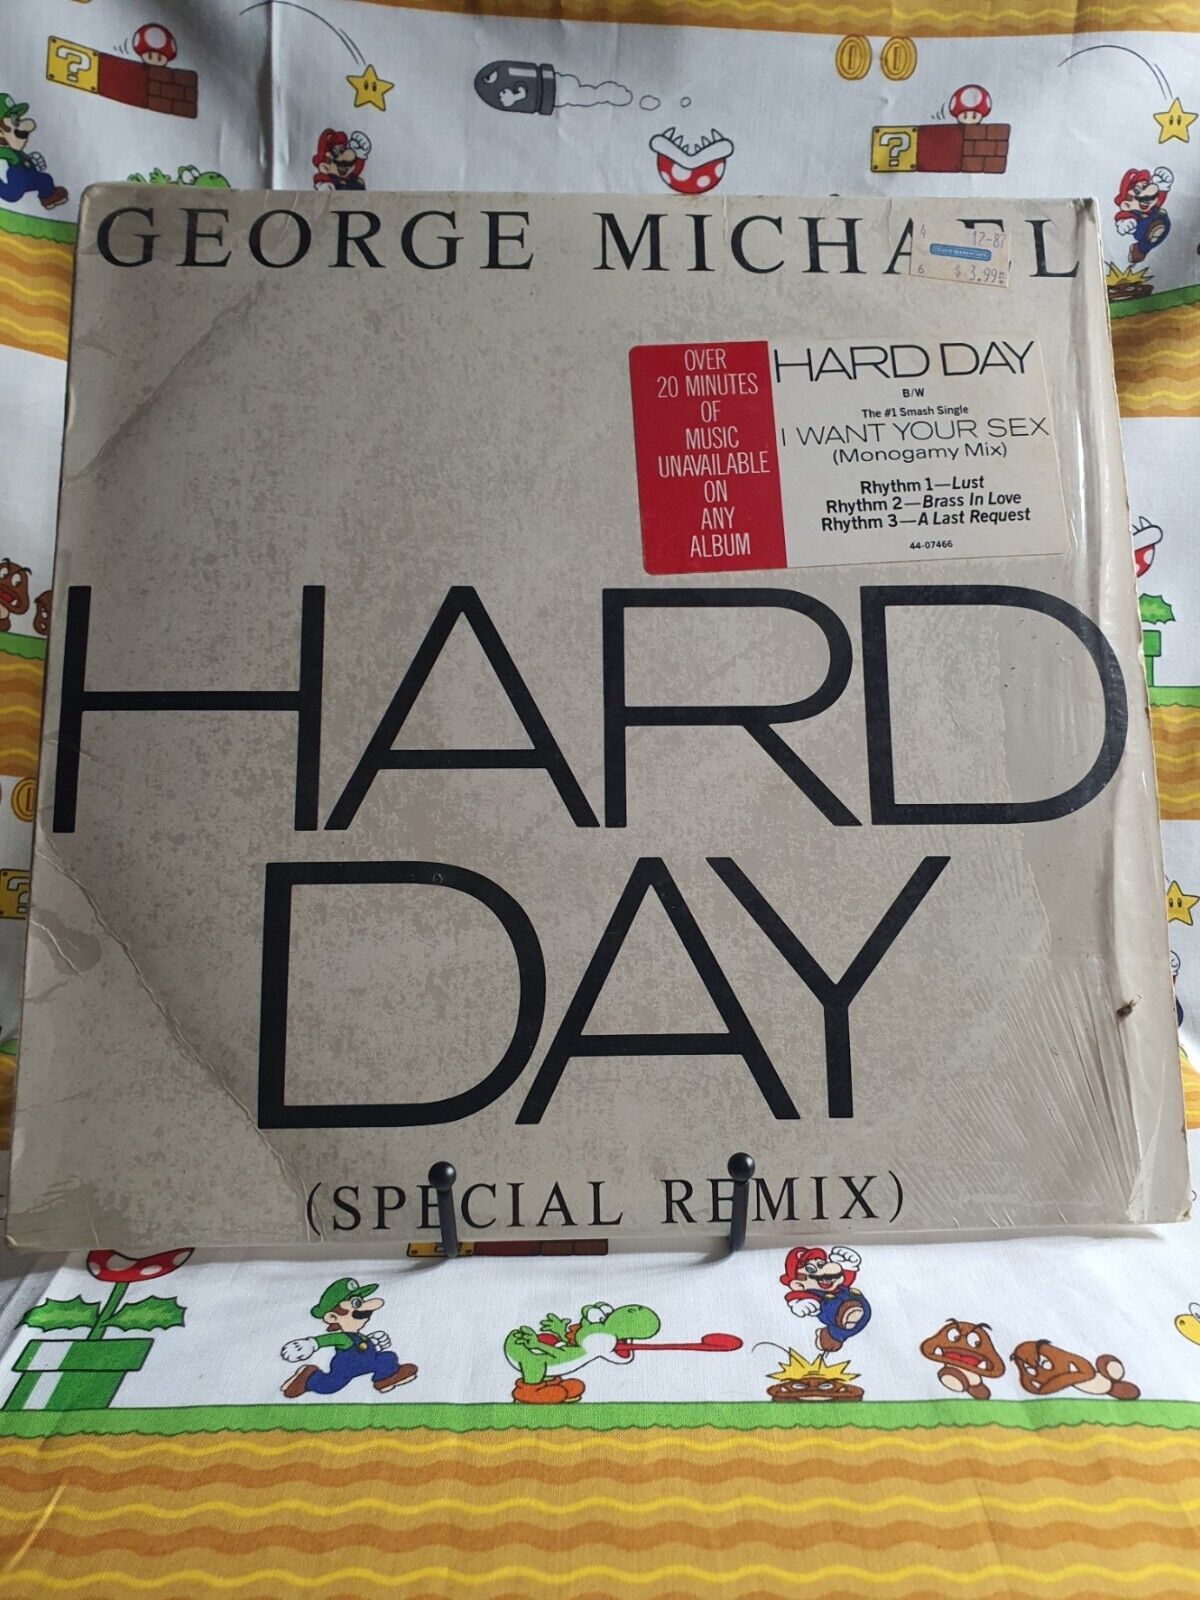 GEORGE MICHAEL
4 12-87
6 $3.99
OVER
20 MINUTES
OF
MUSIC
UNAVAILABLE
ON
ANY
ALBUM
HARD DAY
B/W
The #1 Smash Single
I WANT YOUR SEX
(Monogamy Mix)
Rhythm 1—Lust
Rhythm 2—Brass In Love
Rhythm 3—A Last Request
44-07466
HARD
DAY
(SPECIAL REMIX)